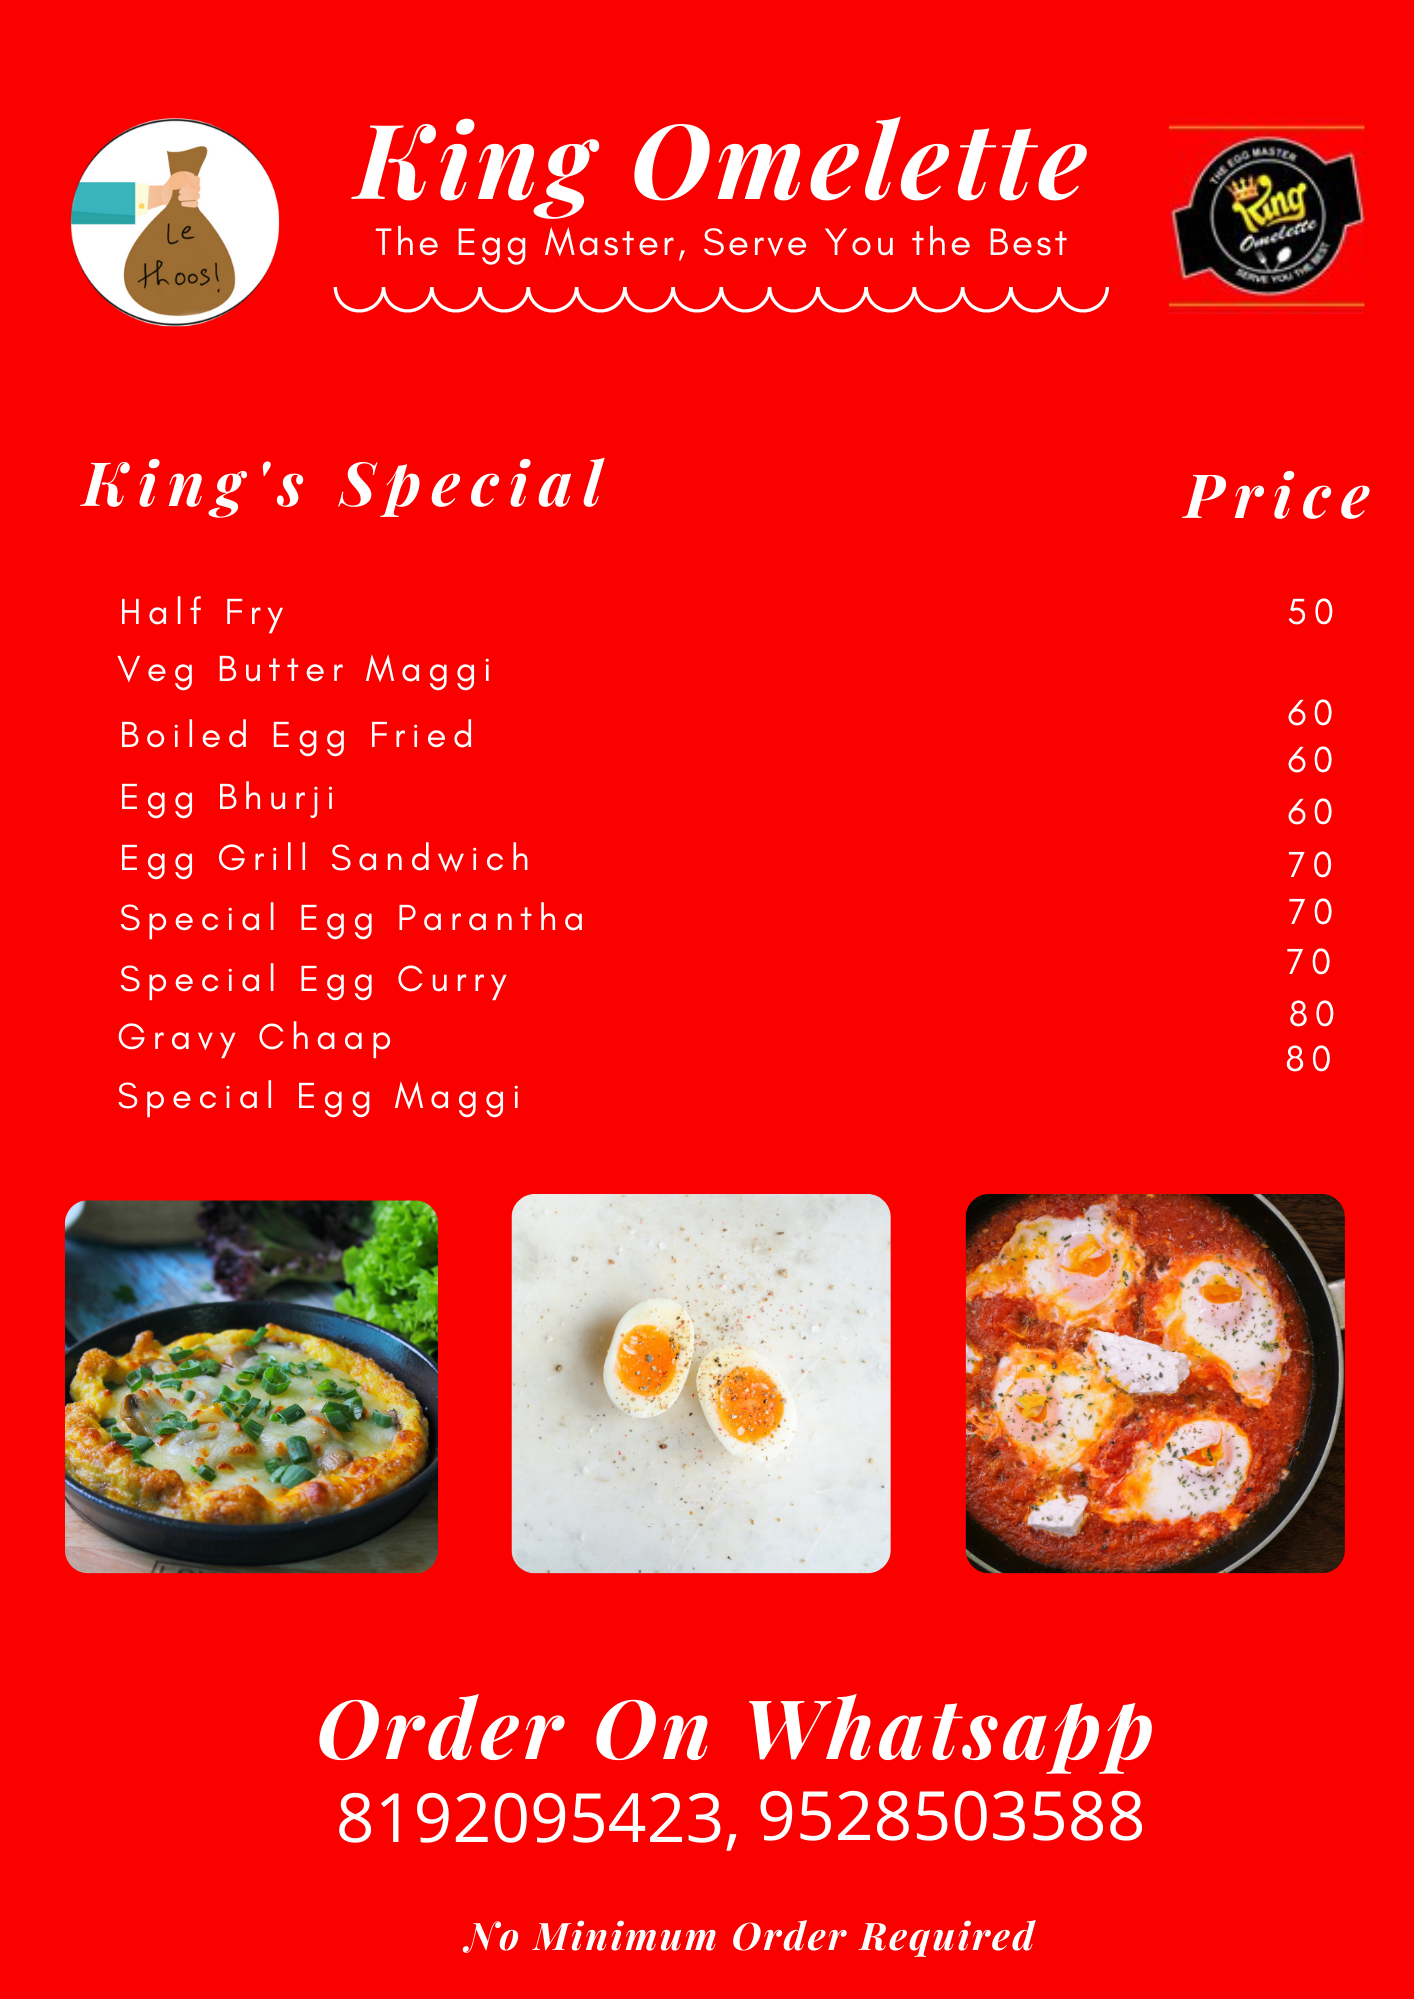 King Omelette
The Egg Master, Serve You the Best
Le
thoos!
THE EGG MASTER
King
Omelette
SERVE YOU THE BEST
King's Special
Price
Half Fry 50
Veg Butter Maggi
60
Boiled Egg Fried
60
Egg Bhurji
60
Egg Grill Sandwich
70
Special Egg Parantha
70
Special Egg Curry
70
Gravy Chaap
80
80
Special Egg Maggi
Order On Whatsapp
8192095423, 9528503588
No Minimum Order Required